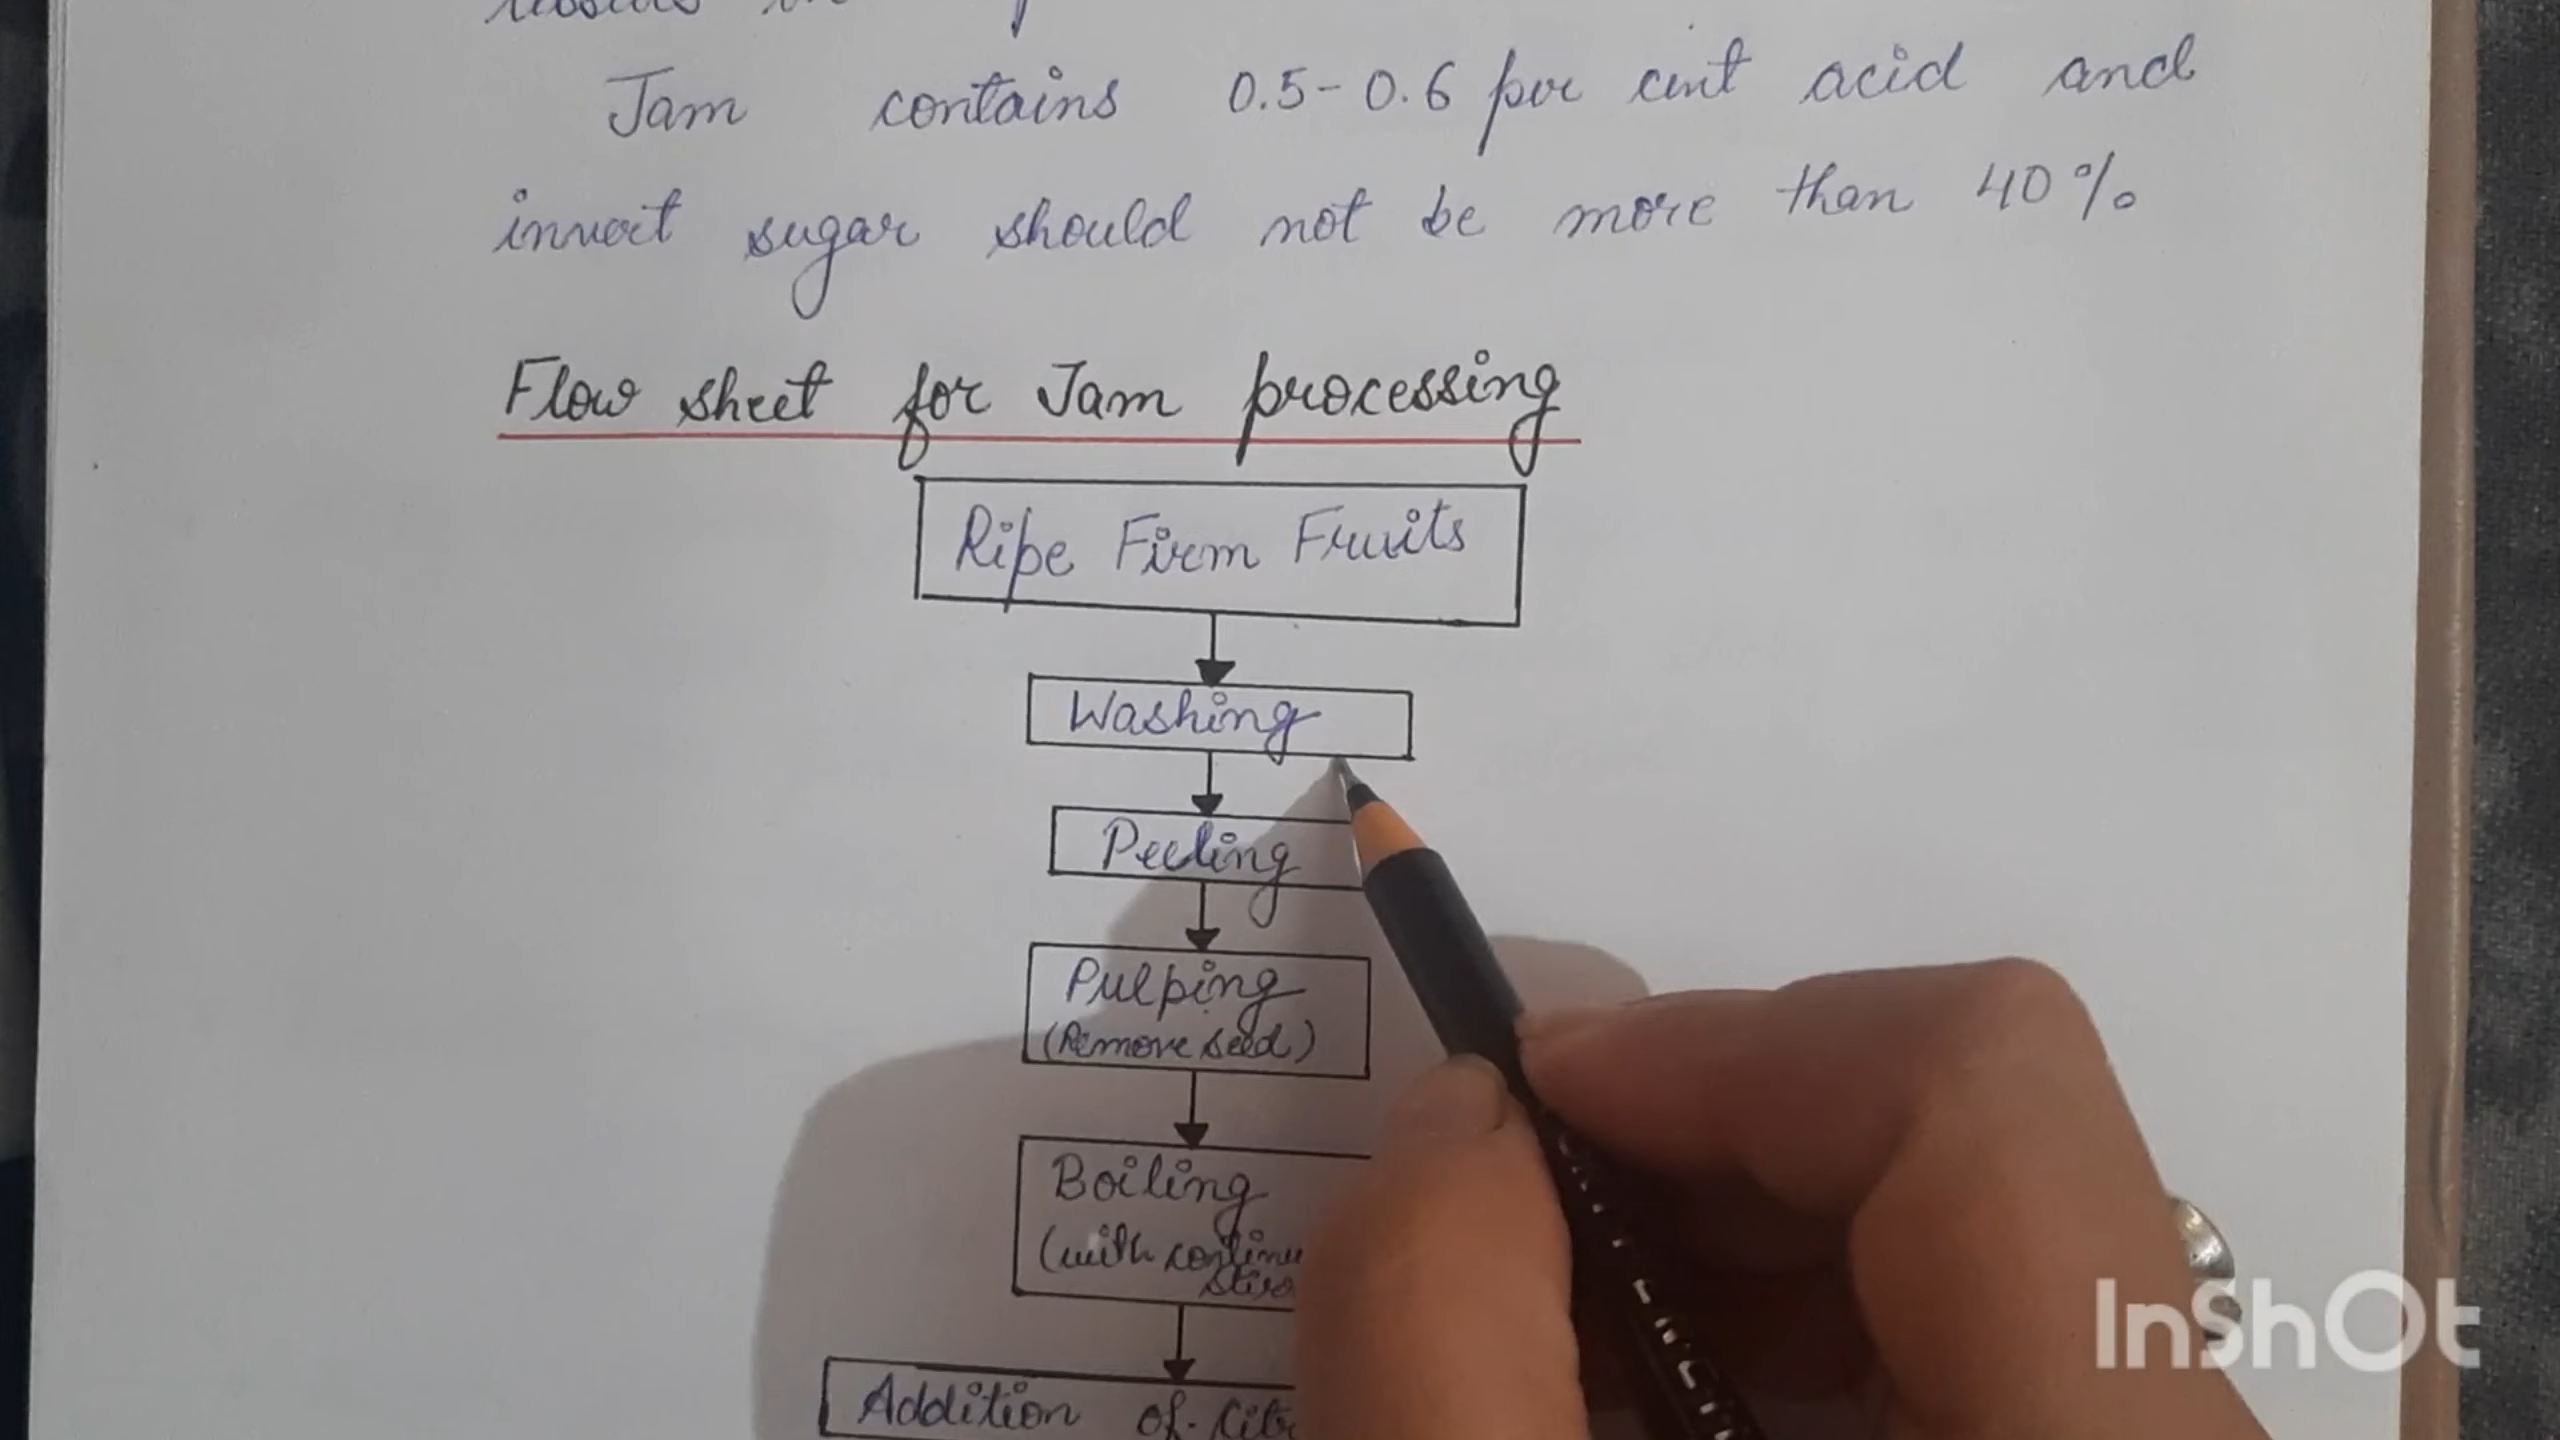 Jam contains 0.5-0.6 per cent acid and
invert sugar should not be more than 40%
Flow sheet for Jam processing
Ripe Firm Fruits
Washing
Peeling
Pulping
(Remove seed)
Boiling
(with
Addition of
InShOt